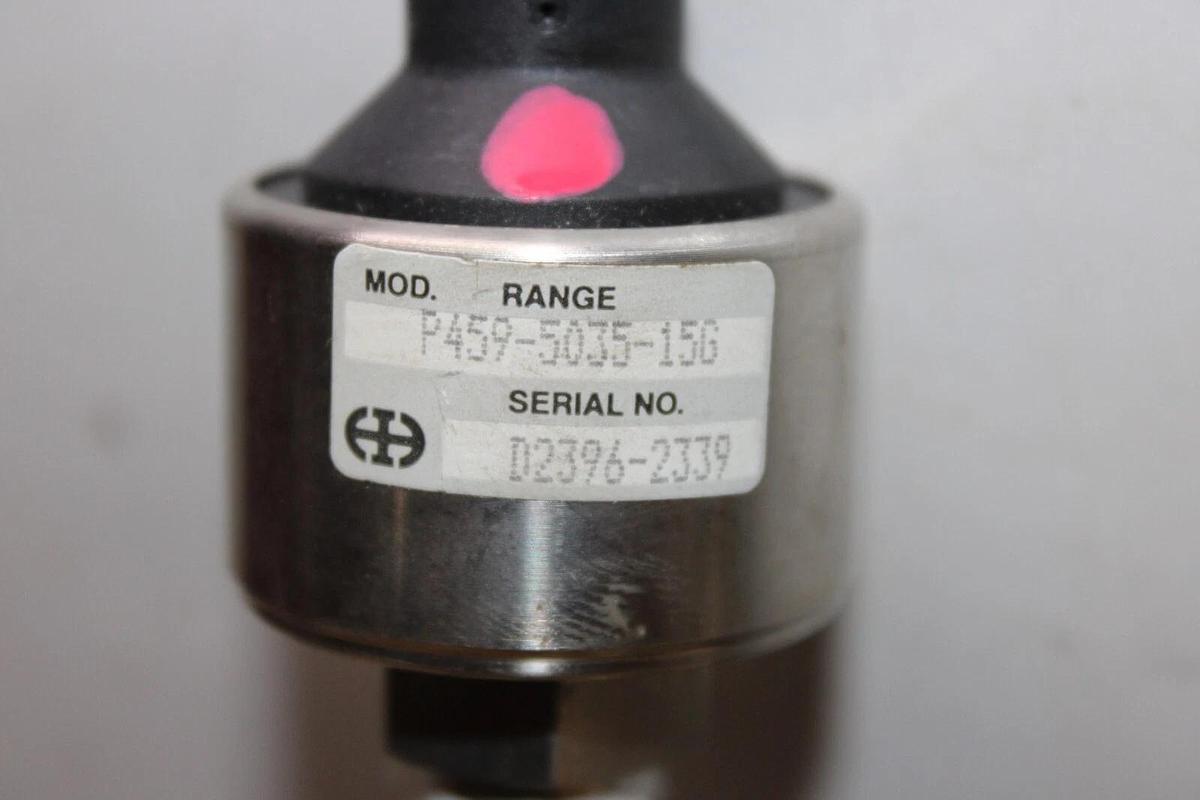 MOD. RANGE
P459-5035-15G
SERIAL NO.
D2396-2339